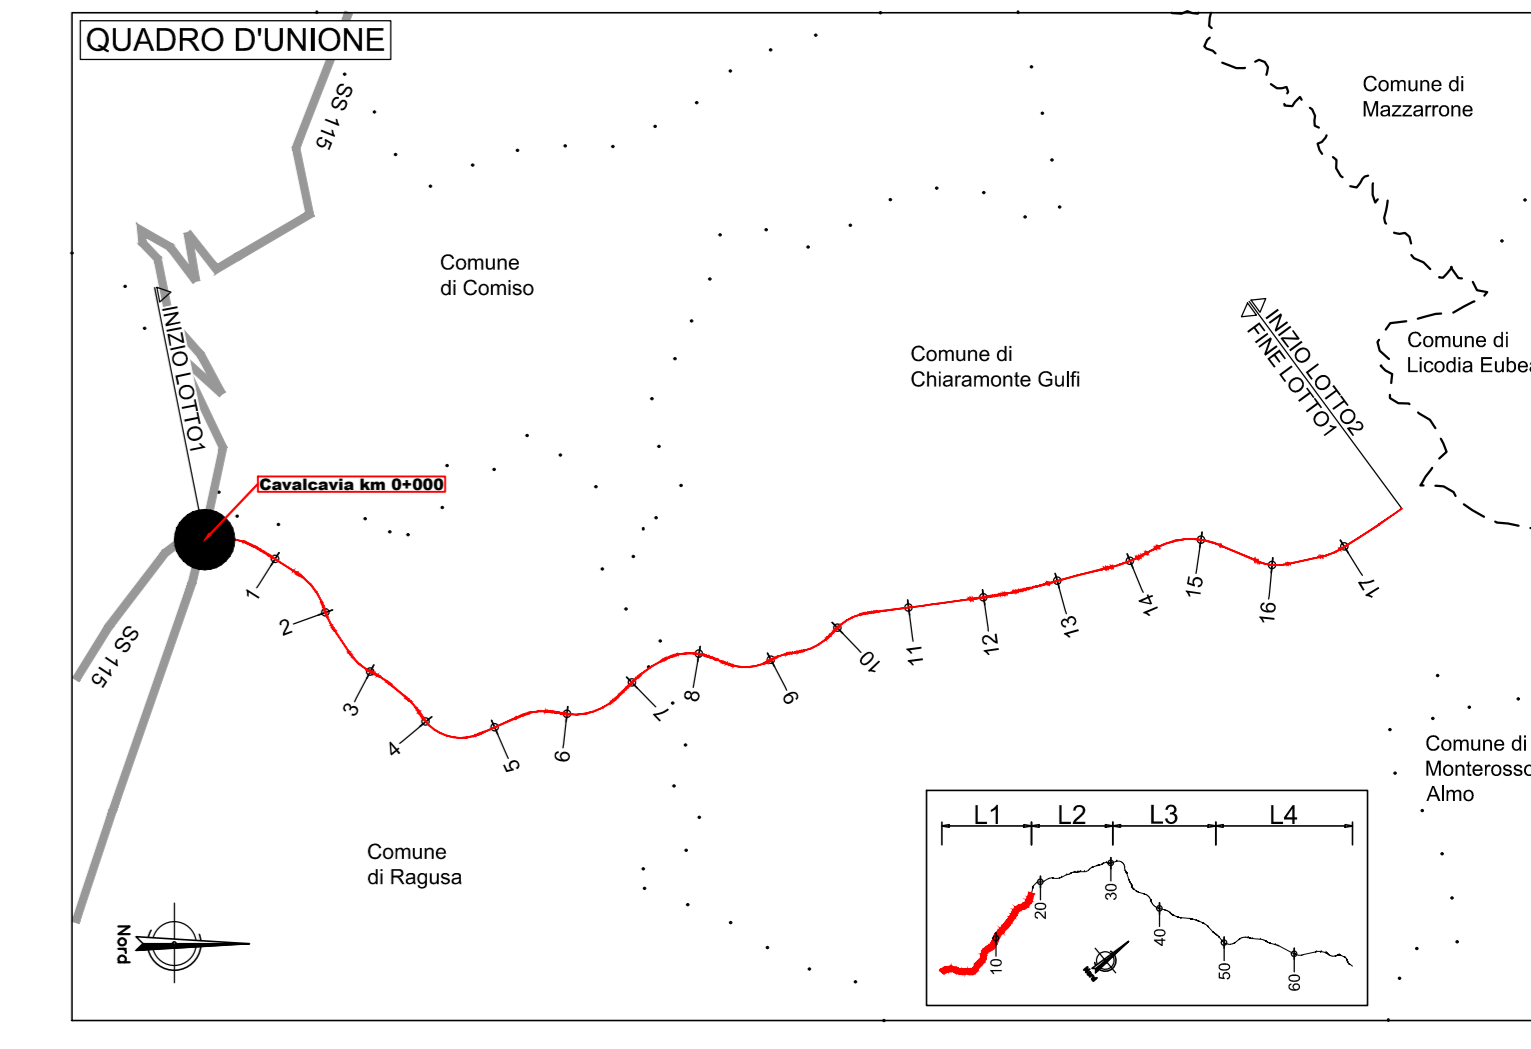 QUADRO D'UNIONE
SS 115
Comune di
Mazzarrone
Comune
di Comiso
INIZIO LOTTO1
INIZIO LOTTO2
FINE LOTTO1
Comune di
Licodia Eubea
Comune di
Chiaramonte Gulfi
Cavalcavia km 0+000
SS 115
1
2
3
4
5
6
7
8
9
10
11
12
13
14
15
16
17
Comune di
Monterosso
Almo
Comune
di Ragusa
Nord
L1
L2
L3
L4
10
20
30
40
50
60